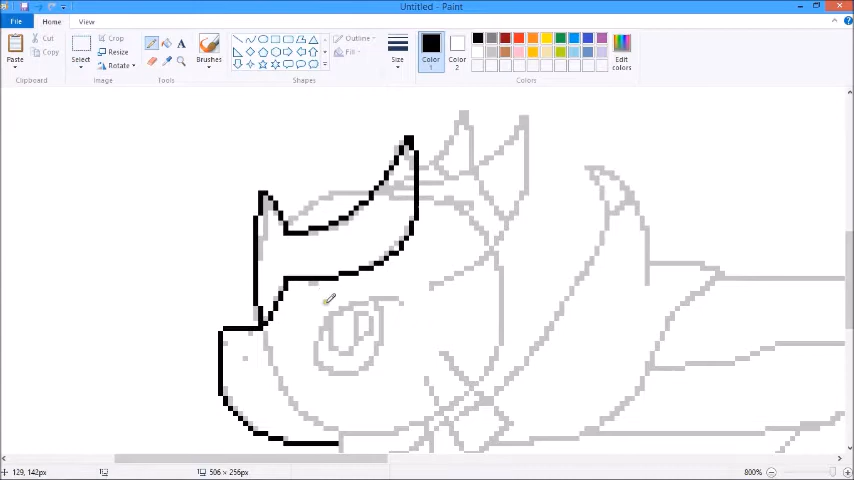 Untitled - Paint
File Home View
Paste
Cut
Copy
Clipboard
Select
Crop
Resize
Rotate
Image
A
Tools
Brushes
Outline
Fill
Shapes
Size
Color 1
Color 2
Edit colors
Colors
129, 142px
506 × 256px
800%